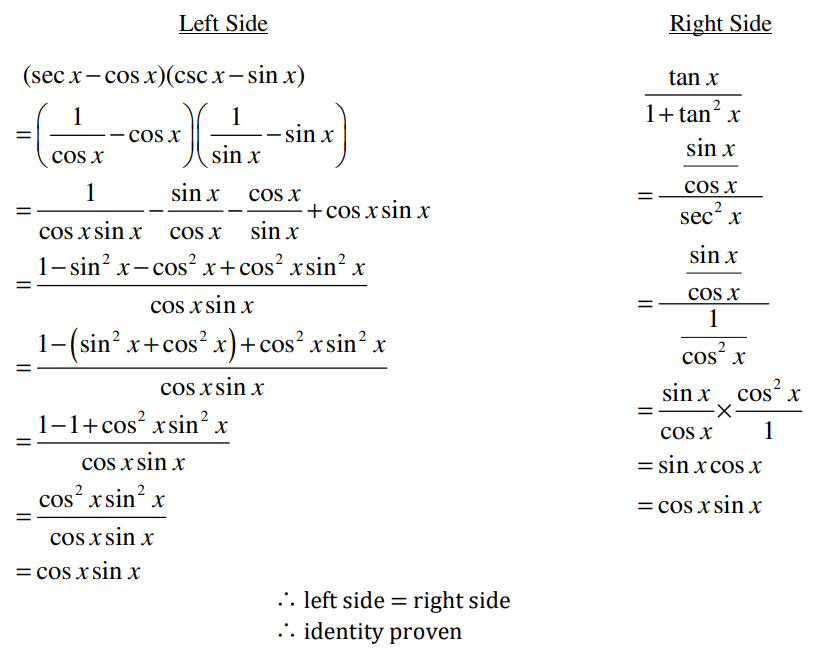 Left Side
(sec x − cos x)(csc x − sin x)
= (1/cos x − cos x)(1/sin x − sin x)
= 1/(cos x sin x) − sin x/cos x − cos x/sin x + cos x sin x
= (1 − sin² x − cos² x + cos² x sin² x)/(cos x sin x)
= (1 − (sin² x + cos² x) + cos² x sin² x)/(cos x sin x)
= (1 − 1 + cos² x sin² x)/(cos x sin x)
= (cos² x sin² x)/(cos x sin x)
= cos x sin x
Right Side
tan x/(1 + tan² x)
= (sin x/cos x)/(sec² x)
= (sin x/cos x)/(1/cos² x)
= sin x/cos x × cos² x/1
= sin x cos x
= cos x sin x
∴ left side = right side
∴ identity proven